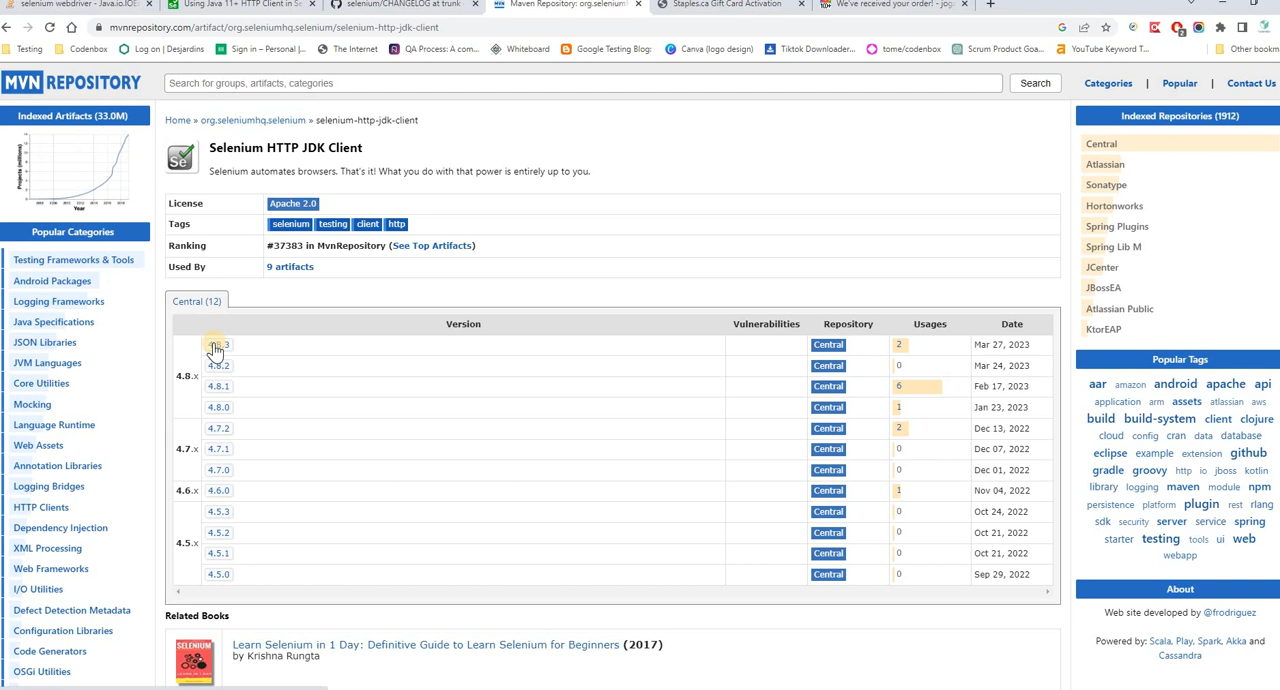 selenium webdriver - Java.io.IOE
Using Java 11+ HTTP Client in Se
selenium/CHANGELOG at trunk
Maven Repository: org.selenium
Staples.ca Gift Card Activation
We've received your order! - jog
mvnrepository.com/artifact/org.seleniumhq.selenium/selenium-http-jdk-client
2
Testing
Codenbox
Log on | Desjardins
Sign in – Personal |...
The Internet
QA Process: A com...
Whiteboard
Google Testing Blog:
Canva (logo design)
Tiktok Downloader...
tome/codenbox
Scrum Product Goa...
YouTube Keyword T...
Other bookm
MVN REPOSITORY
Search for groups, artifacts, categories
Search
Categories | Popular | Contact Us
Indexed Artifacts (33.0M)
Projects (millions)
Year
Popular Categories
Testing Frameworks & Tools
Android Packages
Logging Frameworks
Java Specifications
JSON Libraries
JVM Languages
Core Utilities
Mocking
Language Runtime
Web Assets
Annotation Libraries
Logging Bridges
HTTP Clients
Dependency Injection
XML Processing
Web Frameworks
I/O Utilities
Defect Detection Metadata
Configuration Libraries
Code Generators
OSGi Utilities
Home » org.seleniumhq.selenium » selenium-http-jdk-client
Se
Selenium HTTP JDK Client
Selenium automates browsers. That's it! What you do with that power is entirely up to you.
License Apache 2.0
Tags selenium testing client http
Ranking #37383 in MvnRepository (See Top Artifacts)
Used By 9 artifacts
Central (12)
Version Vulnerabilities Repository Usages Date
4.8.x
4.8.3 Central 2 Mar 27, 2023
4.8.2 Central 0 Mar 24, 2023
4.8.1 Central 6 Feb 17, 2023
4.8.0 Central 1 Jan 23, 2023
4.7.x
4.7.2 Central 2 Dec 13, 2022
4.7.1 Central 0 Dec 07, 2022
4.7.0 Central 0 Dec 01, 2022
4.6.x 4.6.0 Central 1 Nov 04, 2022
4.5.x
4.5.3 Central 0 Oct 24, 2022
4.5.2 Central 0 Oct 21, 2022
4.5.1 Central 0 Oct 21, 2022
4.5.0 Central 0 Sep 29, 2022
Related Books
SELENIUM
Learn Selenium in 1 Day: Definitive Guide to Learn Selenium for Beginners (2017)
by Krishna Rungta
Indexed Repositories (1912)
Central
Atlassian
Sonatype
Hortonworks
Spring Plugins
Spring Lib M
JCenter
JBossEA
Atlassian Public
KtorEAP
Popular Tags
aar amazon android apache api
application arm assets atlassian aws
build build-system client clojure
cloud config cran data database
eclipse example extension github
gradle groovy http io jboss kotlin
library logging maven module npm
persistence platform plugin rest rlang
sdk security server service spring
starter testing tools ui web
webapp
About
Web site developed by @frodriguez
Powered by: Scala, Play, Spark, Akka and
Cassandra